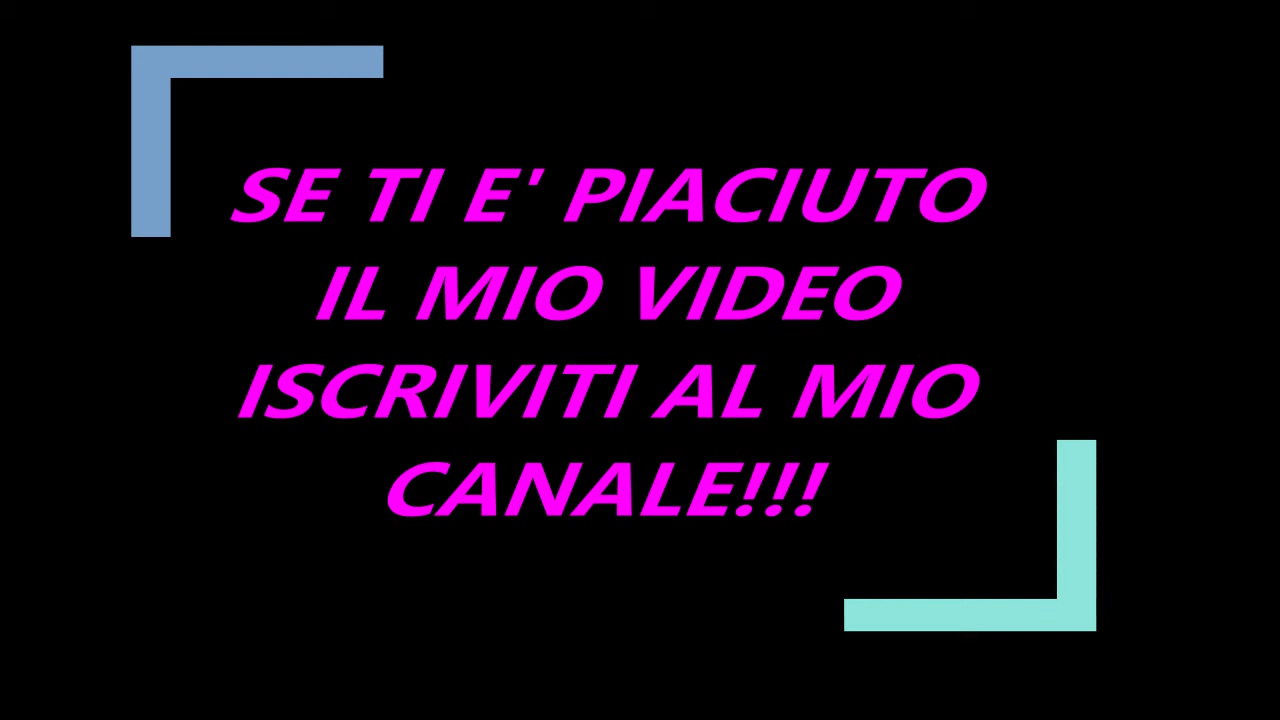 SE TI E' PIACIUTO
IL MIO VIDEO
ISCRIVITI AL MIO
CANALE!!!